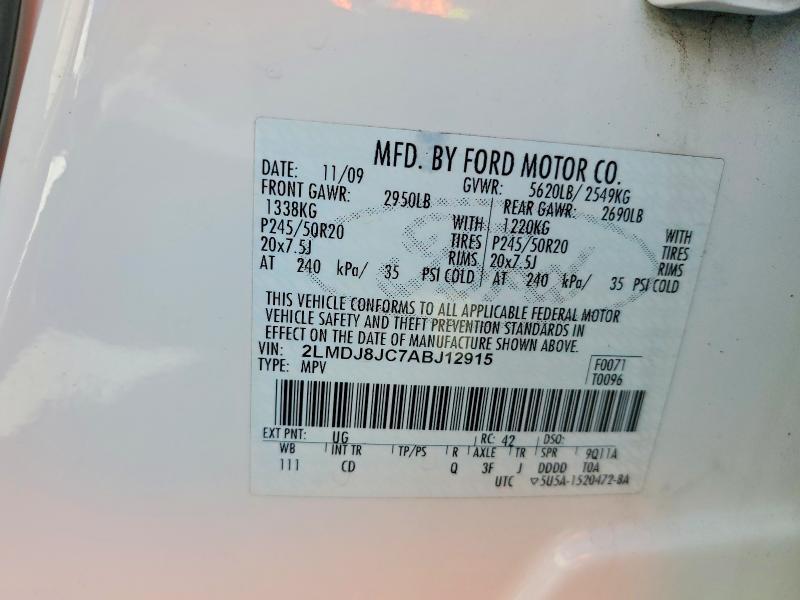 MFD. BY FORD MOTOR CO.
DATE: 11/09 GVWR: 5620LB/ 2549KG
FRONT GAWR: 2950LB REAR GAWR: 2690LB
1338KG WITH 1220KG WITH
P245/50R20 TIRES P245/50R20 TIRES
20x7.5J RIMS 20x7.5J RIMS
AT 240 kPa/ 35 PSI COLD AT 240 kPa/ 35 PSI COLD
THIS VEHICLE CONFORMS TO ALL APPLICABLE FEDERAL MOTOR
VEHICLE SAFETY AND THEFT PREVENTION STANDARDS IN
EFFECT ON THE DATE OF MANUFACTURE SHOWN ABOVE.
VIN: 2LMDJ8JC7ABJ12915 F0071
TYPE: MPV T0096
EXT PNT: UG RC: 42 DSO:
WB INT TR TP/PS R AXLE TR SPR 9Q11A
111 CD Q 3F J DDDD TOA
UTC ▽5U5A-1520472-8A
Ford